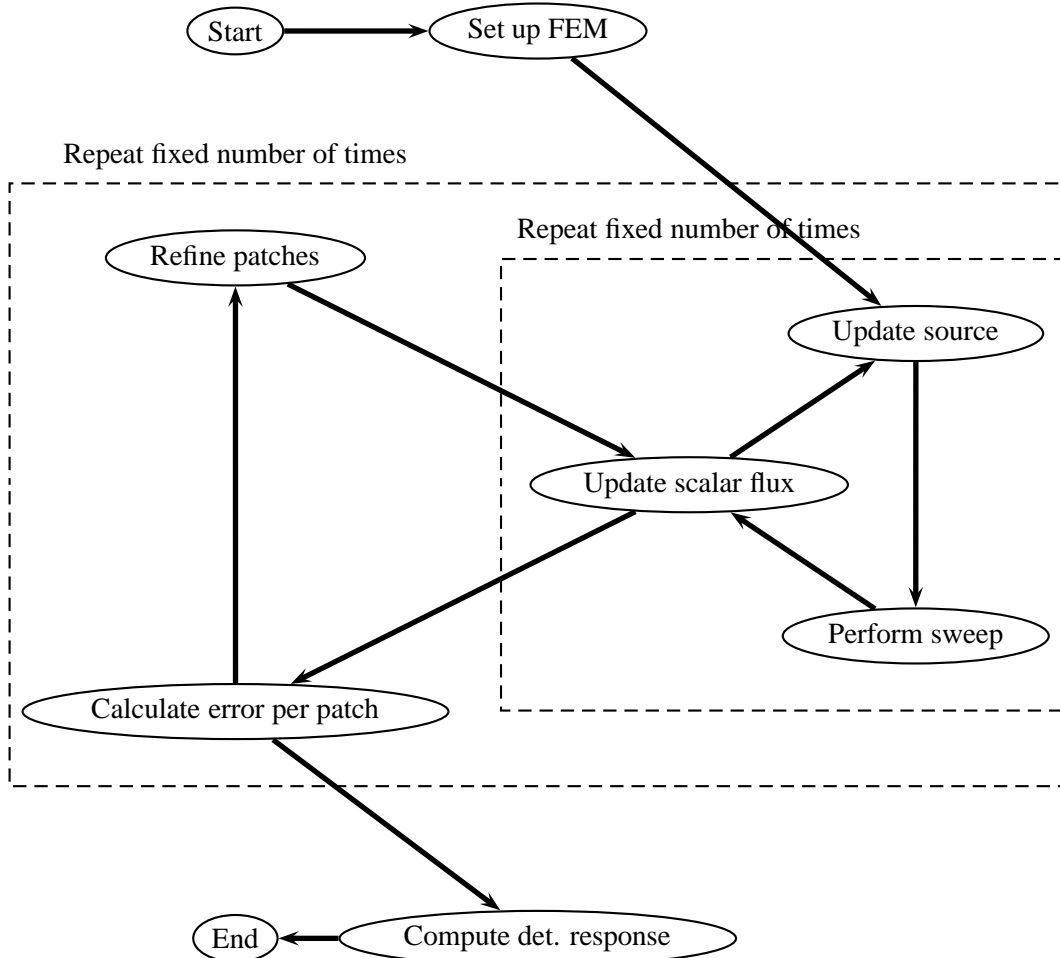 Start
Set up FEM
Repeat fixed number of times
Repeat fixed number of times
Refine patches
Update source
Update scalar flux
Perform sweep
Calculate error per patch
End
Compute det. response